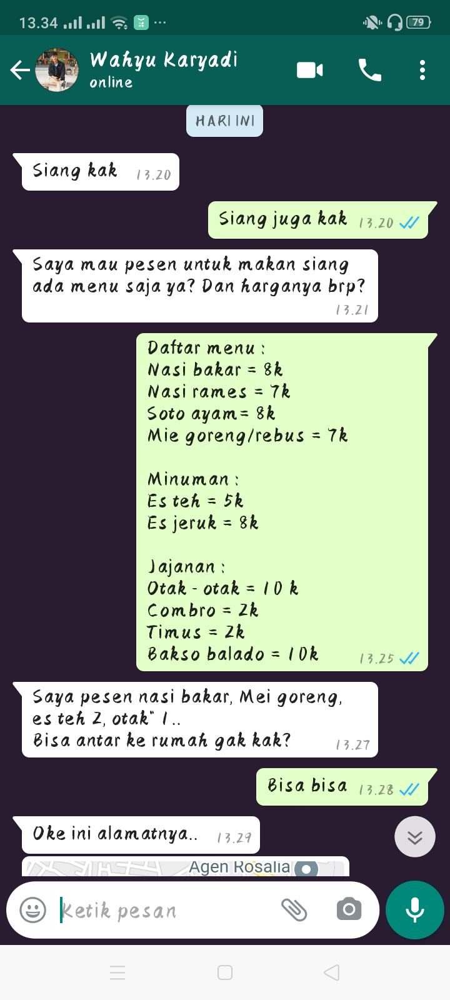 13.34
79
Wahyu Karyadi
online
HARI INI
Siang kak 13.20
Siang juga kak 13.20
Saya mau pesen untuk makan siang
ada menu saja ya? Dan harganya brp?
13.21
Daftar menu :
Nasi bakar = 8k
Nasi rames = 7k
Soto ayam= 8k
Mie goreng/rebus = 7k
Minuman :
Es teh = 5k
Es jeruk = 8k
Jajanan :
Otak - otak = 10 k
Combro = 2k
Timus = 2k
Bakso balado = 10k 13.25
Saya pesen nasi bakar, Mei goreng,
es teh 2, otak" 1..
Bisa antar ke rumah gak kak? 13.27
Bisa bisa 13.28
Oke ini alamatnya.. 13.29
Agen Rosalia
Ketik pesan